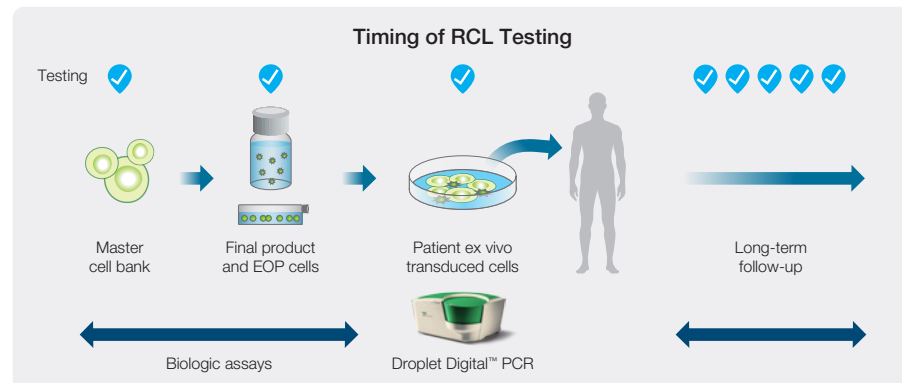 Timing of RCL Testing
Testing
Master
cell bank
Final product
and EOP cells
Patient ex vivo
transduced cells
Long-term
follow-up
Biologic assays
Droplet Digital™ PCR